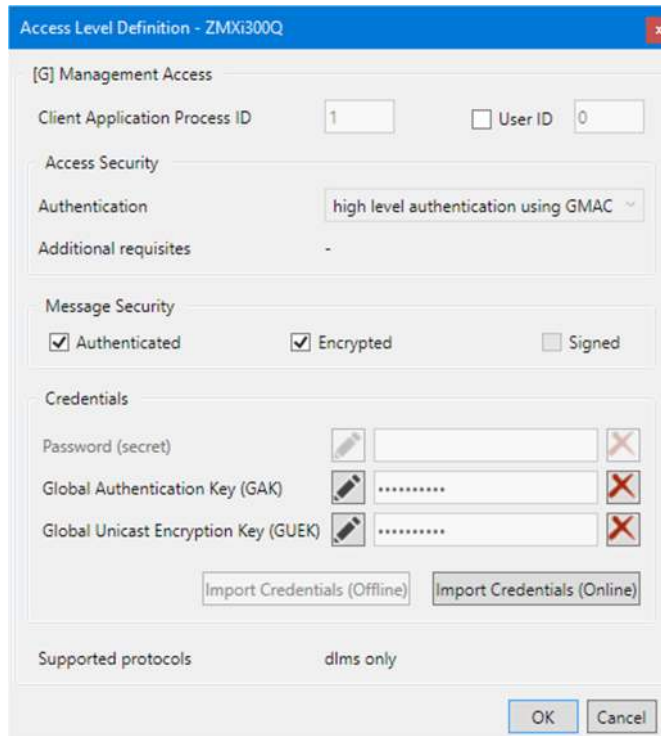 Access Level Definition - ZMXi300Q
[G] Management Access
Client Application Process ID 1 User ID 0
Access Security
Authentication high level authentication using GMAC
Additional requisites -
Message Security
Authenticated Encrypted Signed
Credentials
Password (secret)
Global Authentication Key (GAK) ••••••••••
Global Unicast Encryption Key (GUEK) ••••••••••
Import Credentials (Offline) Import Credentials (Online)
Supported protocols dlms only
OK Cancel